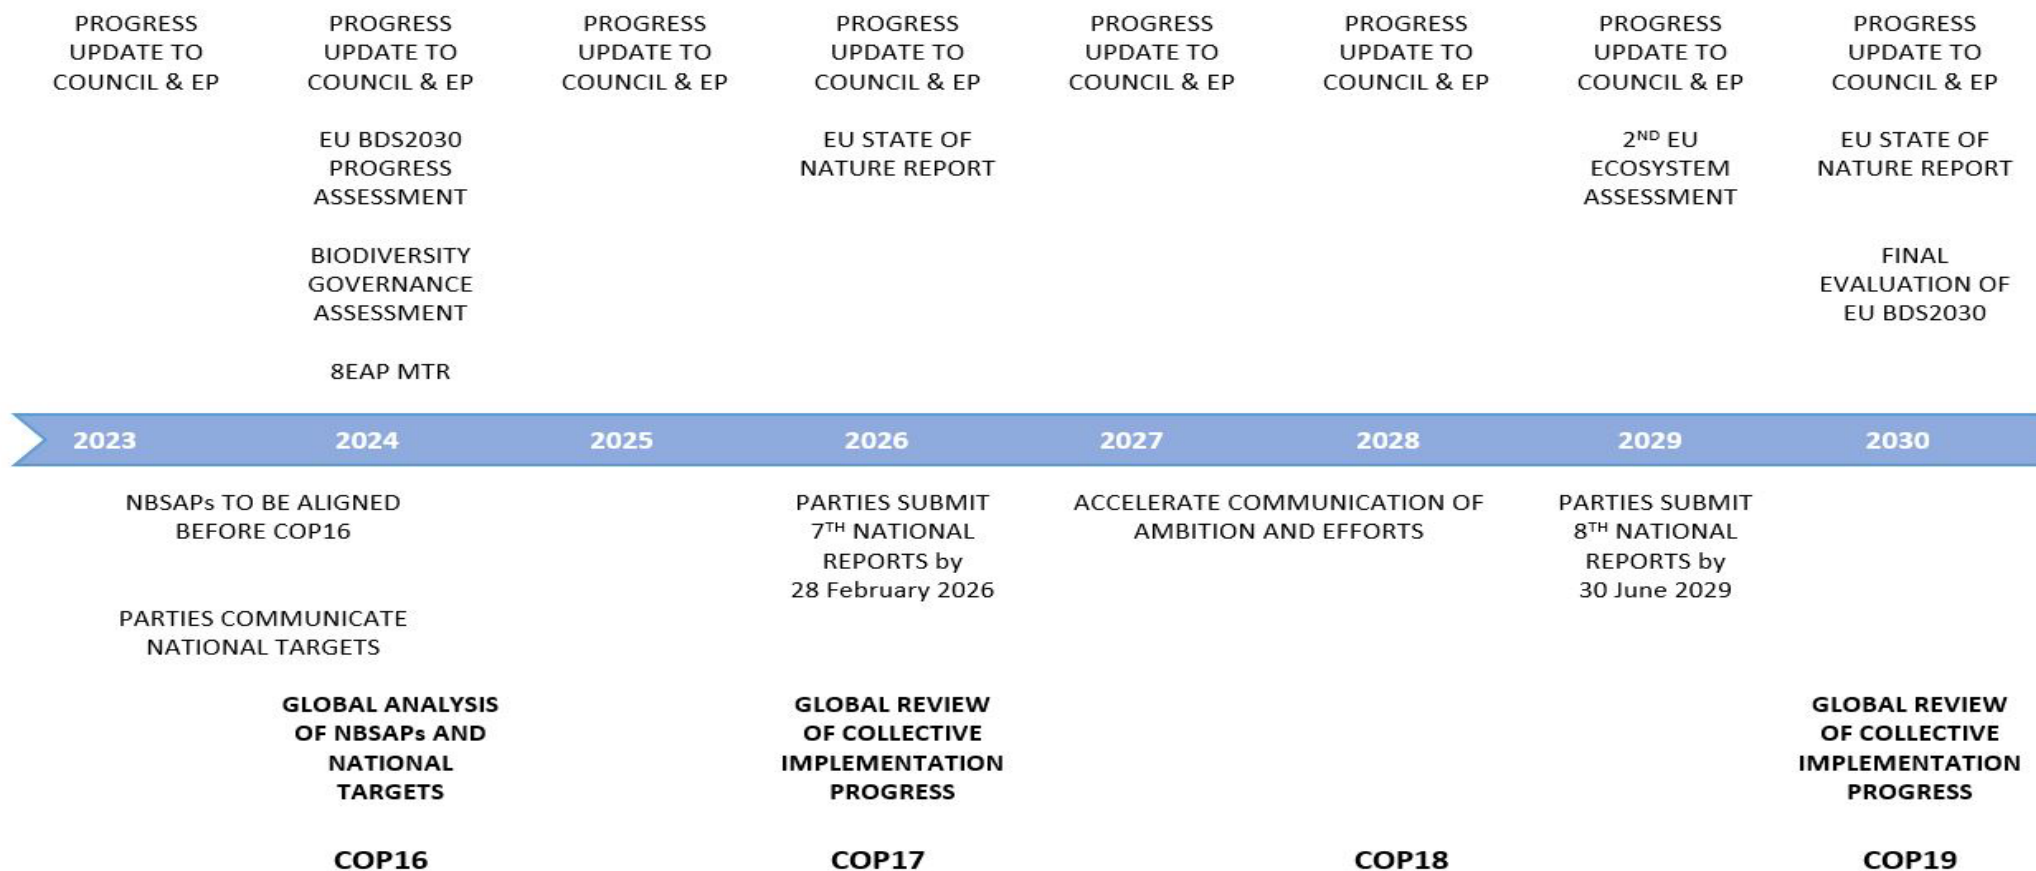 PROGRESS
UPDATE TO
COUNCIL & EP
PROGRESS
UPDATE TO
COUNCIL & EP
PROGRESS
UPDATE TO
COUNCIL & EP
PROGRESS
UPDATE TO
COUNCIL & EP
PROGRESS
UPDATE TO
COUNCIL & EP
PROGRESS
UPDATE TO
COUNCIL & EP
PROGRESS
UPDATE TO
COUNCIL & EP
PROGRESS
UPDATE TO
COUNCIL & EP
EU BDS2030
PROGRESS
ASSESSMENT
EU STATE OF
NATURE REPORT
2ND EU
ECOSYSTEM
ASSESSMENT
EU STATE OF
NATURE REPORT
BIODIVERSITY
GOVERNANCE
ASSESSMENT
FINAL
EVALUATION OF
EU BDS2030
8EAP MTR
2023 2024 2025 2026 2027 2028 2029 2030
NBSAPs TO BE ALIGNED
BEFORE COP16
PARTIES SUBMIT
7TH NATIONAL
REPORTS by
28 February 2026
ACCELERATE COMMUNICATION OF
AMBITION AND EFFORTS
PARTIES SUBMIT
8TH NATIONAL
REPORTS by
30 June 2029
PARTIES COMMUNICATE
NATIONAL TARGETS
GLOBAL ANALYSIS
OF NBSAPs AND
NATIONAL
TARGETS
GLOBAL REVIEW
OF COLLECTIVE
IMPLEMENTATION
PROGRESS
GLOBAL REVIEW
OF COLLECTIVE
IMPLEMENTATION
PROGRESS
COP16 COP17 COP18 COP19